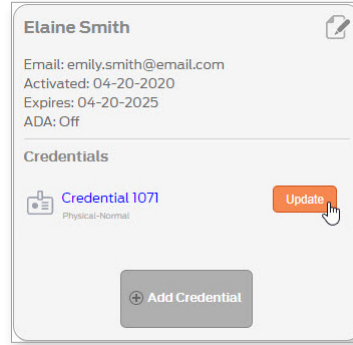 Elaine Smith
Email: emily.smith@email.com
Activated: 04-20-2020
Expires: 04-20-2025
ADA: Off
Credentials
Credential 1071
Update
Physical-Normal
Add Credential